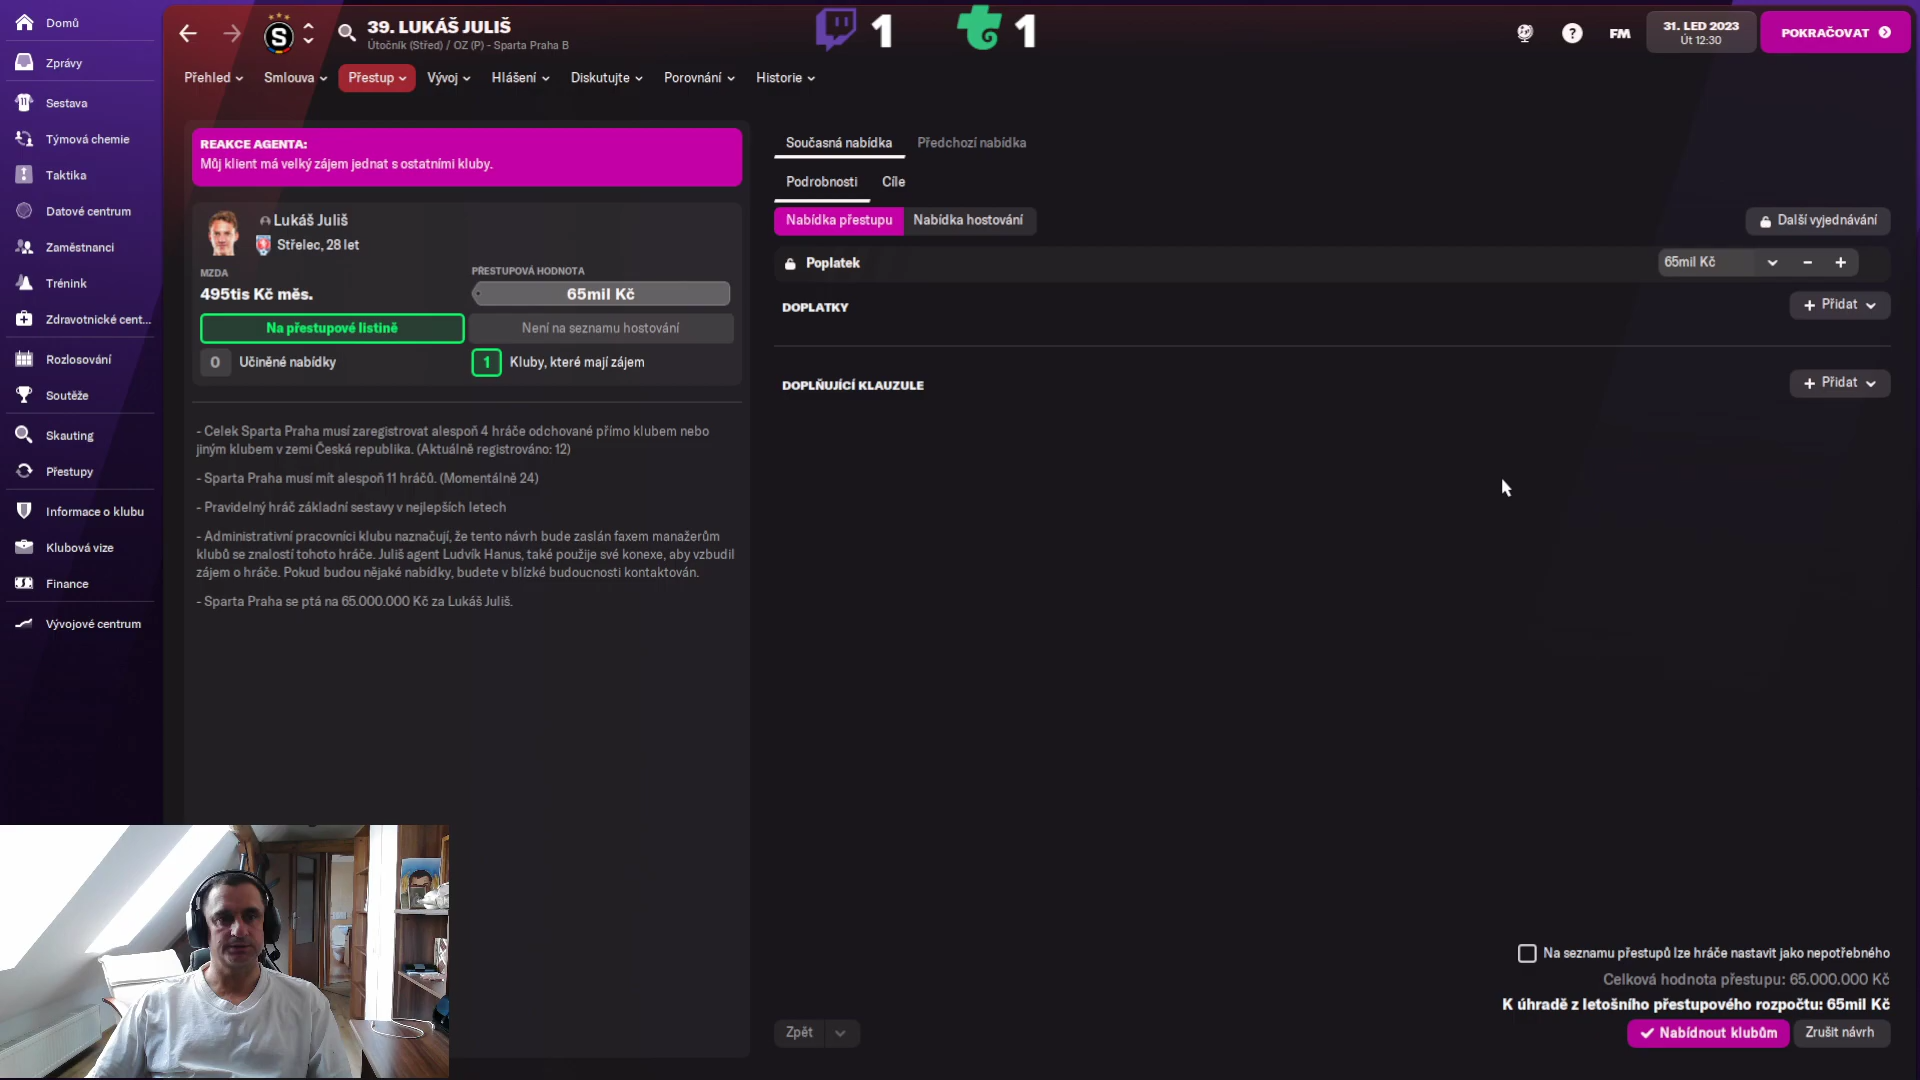 Domů
Zprávy
Sestava
Týmová chemie
Taktika
Datové centrum
Zaměstnanci
Trénink
Zdravotnické cent...
Rozlosování
Soutěže
Skauting
Přestupy
Informace o klubu
Klubová vize
Finance
Vývojové centrum
39. LUKÁŠ JULIŠ
Útočník (Střed) / OZ (P) - Sparta Praha B
1
1
FM
31. LED 2023
Út 12:30
POKRAČOVAT
Přehled
Smlouva
Přestup
Vývoj
Hlášení
Diskutujte
Porovnání
Historie
REAKCE AGENTA:
Můj klient má velký zájem jednat s ostatními kluby.
Lukáš Juliš
Střelec, 28 let
MZDA
495tis Kč měs.
PŘESTUPOVÁ HODNOTA
65mil Kč
Na přestupové listině
Není na seznamu hostování
0 Učiněné nabídky
1 Kluby, které mají zájem
- Celek Sparta Praha musí zaregistrovat alespoň 4 hráče odchované přímo klubem nebo
jiným klubem v zemi Česká republika. (Aktuálně registrováno: 12)
- Sparta Praha musí mít alespoň 11 hráčů. (Momentálně 24)
- Pravidelný hráč základní sestavy v nejlepších letech
- Administrativní pracovníci klubu naznačují, že tento návrh bude zaslán faxem manažerům
klubů se znalostí tohoto hráče. Juliš agent Ludvík Hanus, také použije své konexe, aby vzbudil
zájem o hráče. Pokud budou nějaké nabídky, budete v blízké budoucnosti kontaktován.
- Sparta Praha se ptá na 65.000.000 Kč za Lukáš Juliš.
Současná nabídka
Předchozí nabídka
Podrobnosti
Cíle
Nabídka přestupu
Nabídka hostování
Další vyjednávání
Poplatek
65mil Kč
DOPLATKY
Přidat
DOPLŇUJÍCÍ KLAUZULE
Přidat
Na seznamu přestupů lze hráče nastavit jako nepotřebného
Celková hodnota přestupu: 65.000.000 Kč
K úhradě z letošního přestupového rozpočtu: 65mil Kč
Zpět
Nabídnout klubům
Zrušit návrh